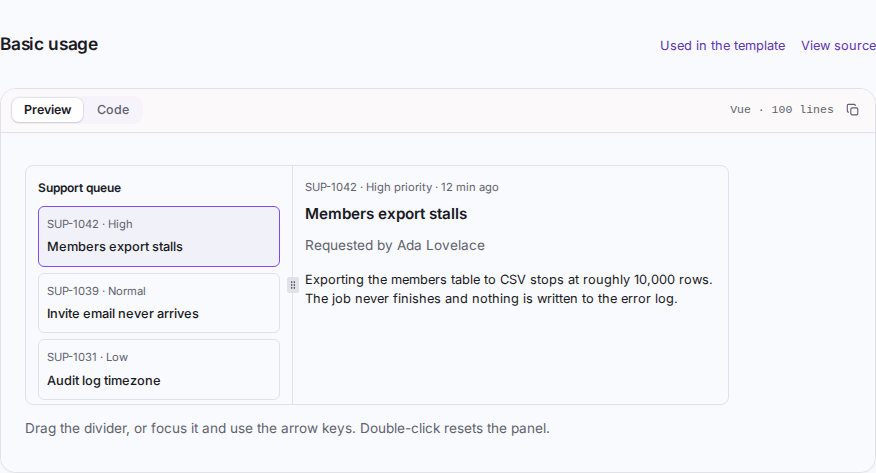 Basic usage
Used in the template
View source
Preview
Code
Vue · 100 lines
Support queue
SUP-1042 · High
Members export stalls
SUP-1039 · Normal
Invite email never arrives
SUP-1031 · Low
Audit log timezone
SUP-1042 · High priority · 12 min ago
Members export stalls
Requested by Ada Lovelace
Exporting the members table to CSV stops at roughly 10,000 rows.
The job never finishes and nothing is written to the error log.
Drag the divider, or focus it and use the arrow keys. Double-click resets the panel.